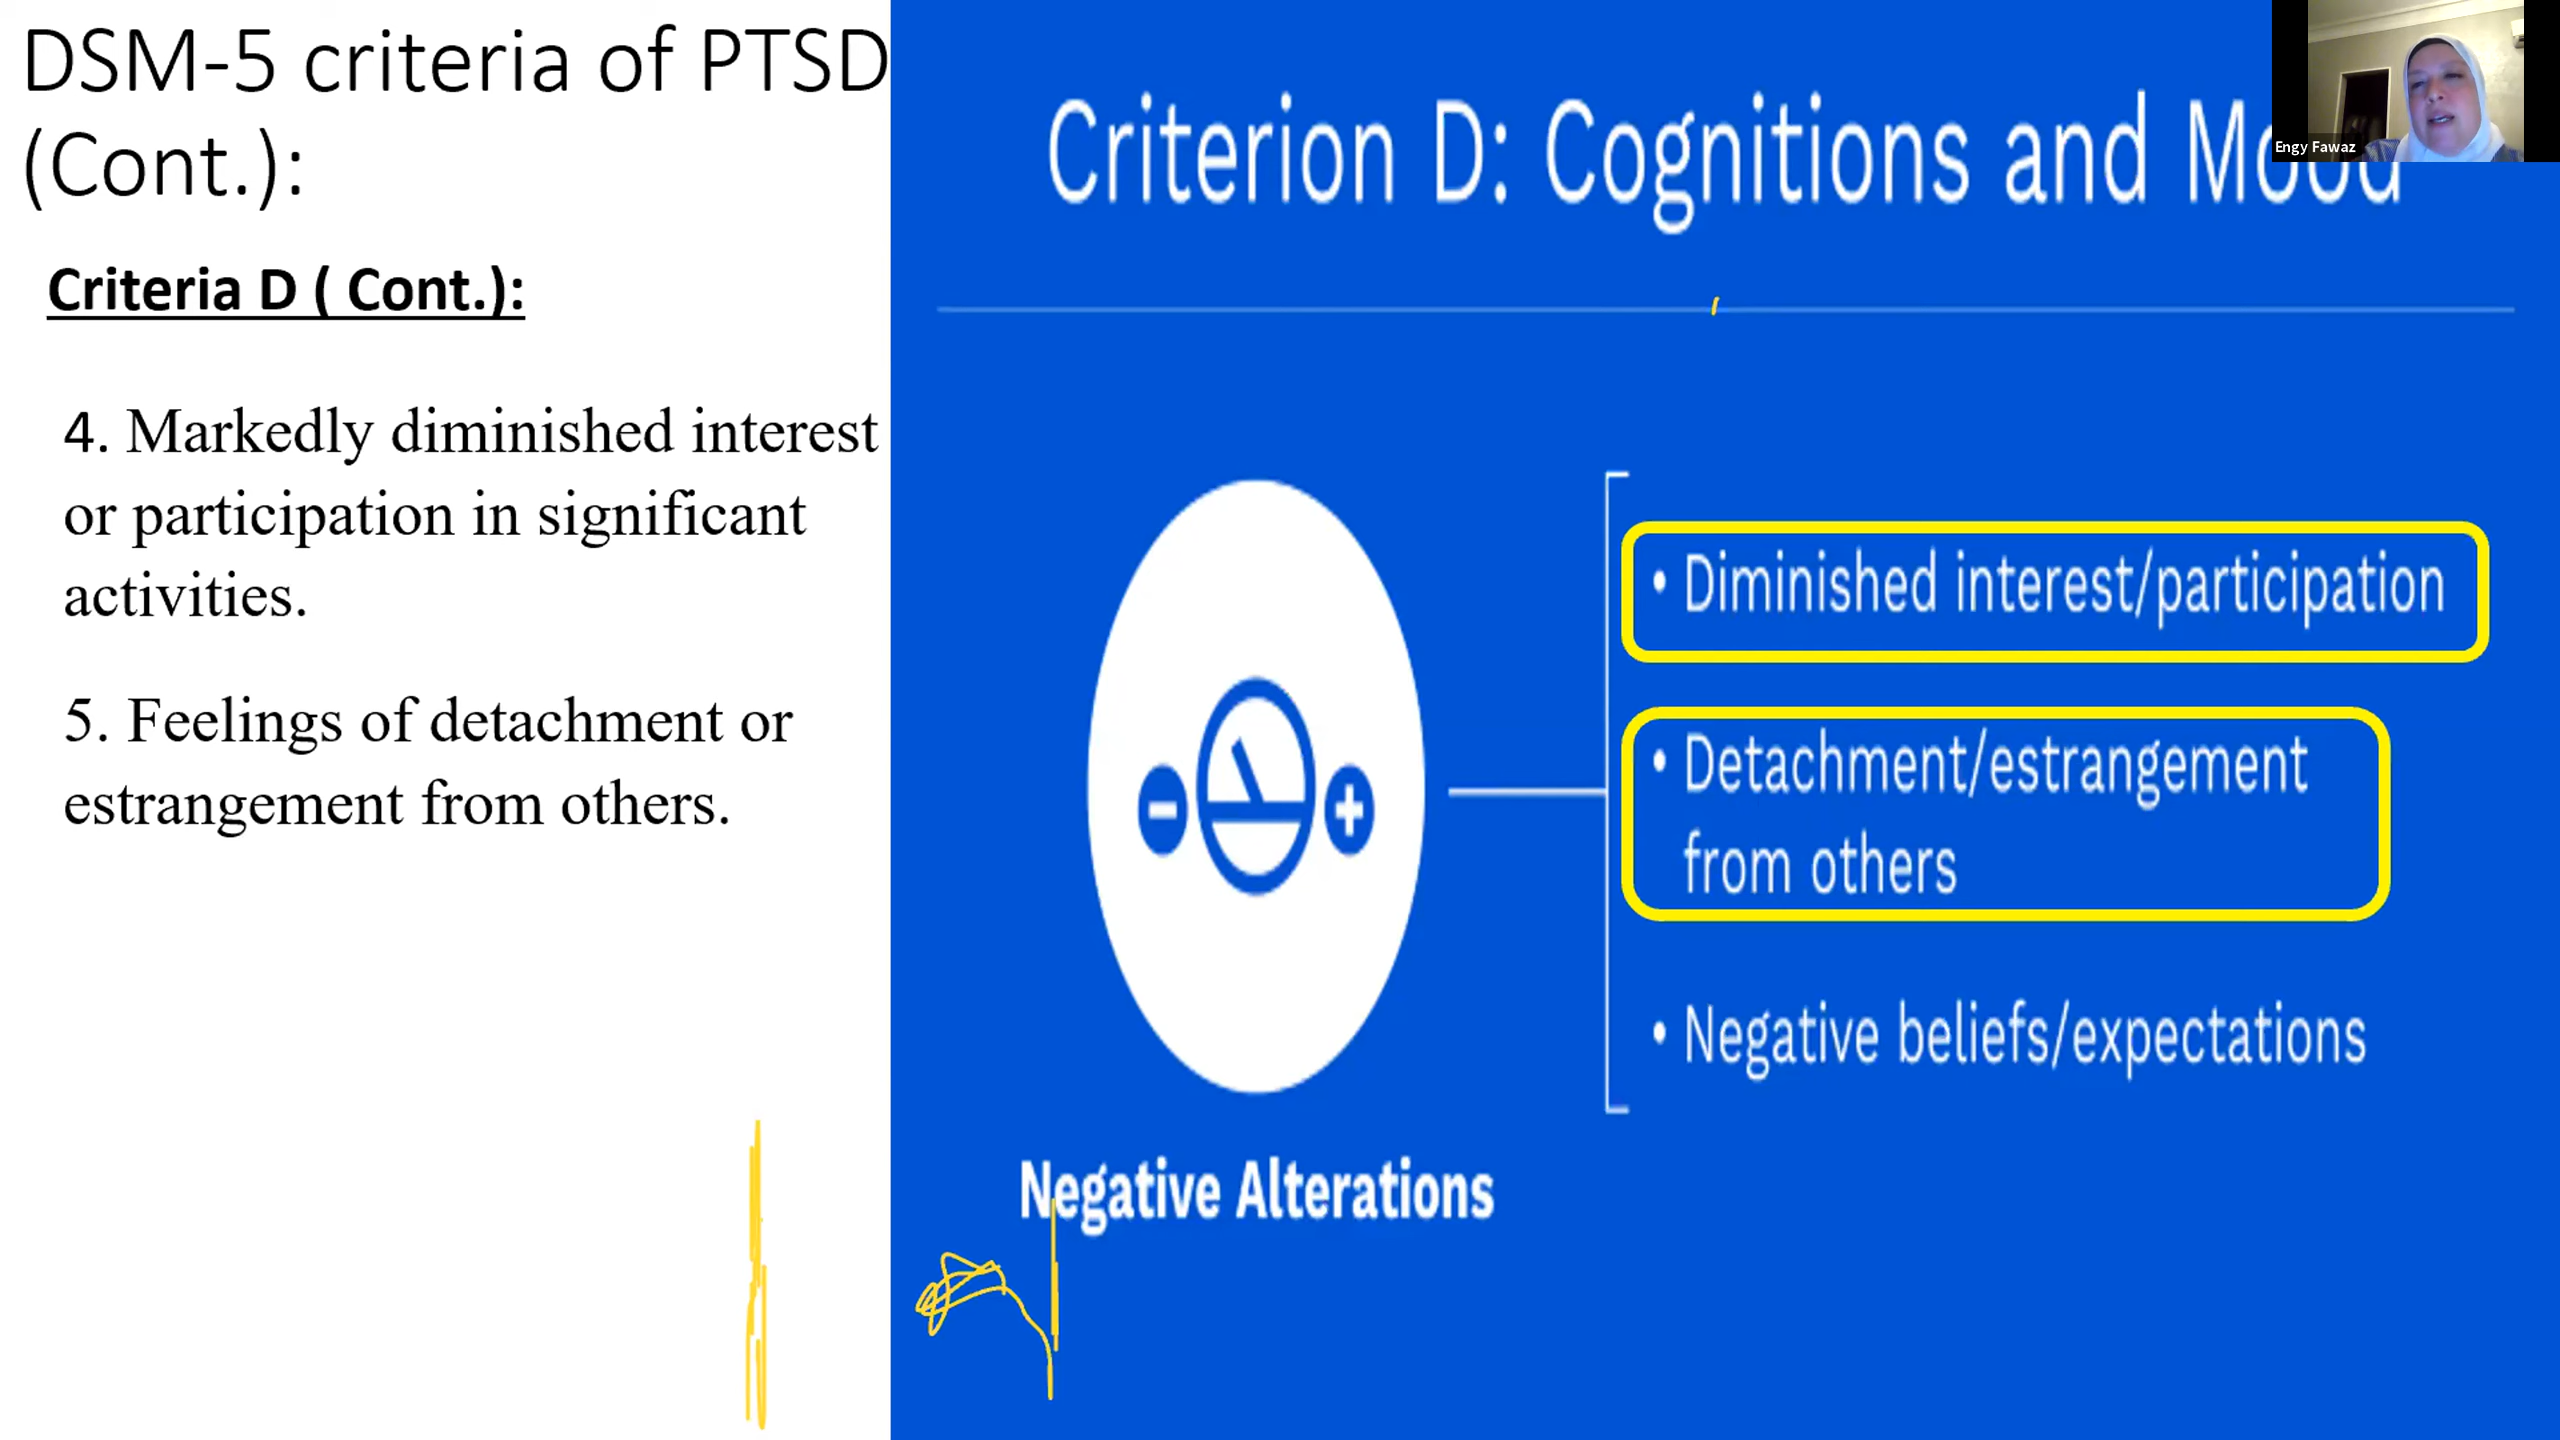 DSM-5 criteria of PTSD
(Cont.):
Criteria D ( Cont.):
4. Markedly diminished interest
or participation in significant
activities.
5. Feelings of detachment or
estrangement from others.
Criterion D: Cognitions and Mood
Engy Fawaz
• Diminished interest/participation
• Detachment/estrangement
from others
• Negative beliefs/expectations
Negative Alterations